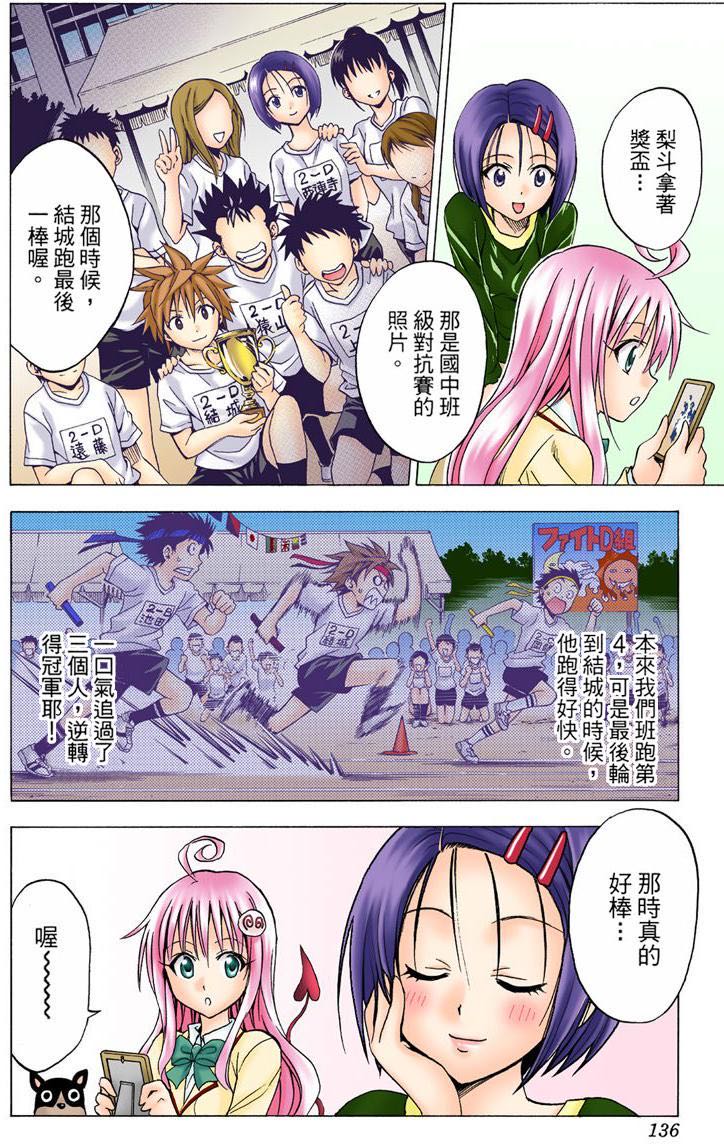 梨斗拿著
獎盃…
那是國中班
級對抗賽的
照片。
那個時候，
結城跑最後
一棒喔。
2-D
西連寺
2-D
猿山
2-D
結城
2-D
遠藤
ファイトD組
2-B
池田
2-D
結城
本來我們班跑第
4，可是最後輪
到結城的時候，
他跑得好快。
一口氣追過了
三個人，逆轉
得冠軍耶！
那時真的
好棒…
喔~~~~
136